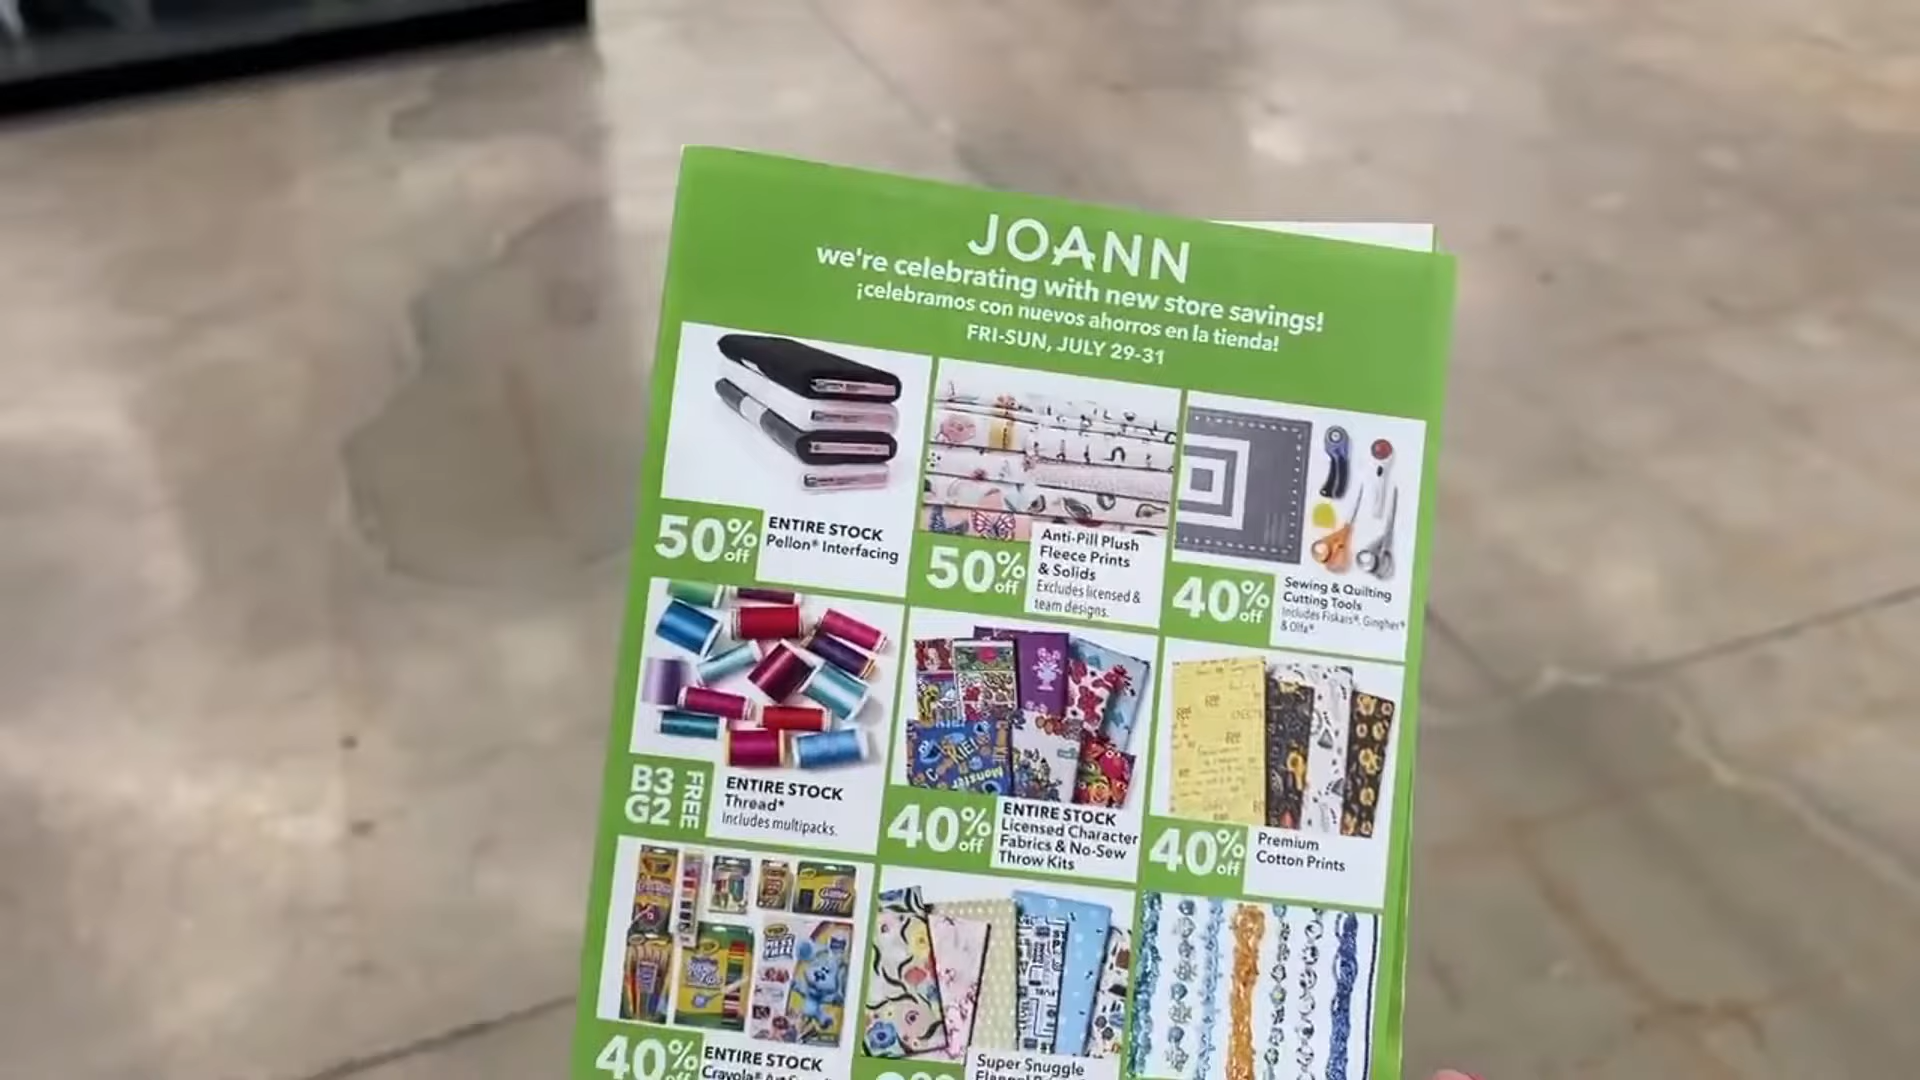 JOANN
we're celebrating with new store savings!
¡celebramos con nuevos ahorros en la tienda!
FRI-SUN, JULY 29-31
50% off
ENTIRE STOCK
Pellon® Interfacing
50% off
Anti-Pill Plush
Fleece Prints
& Solids
Excludes licensed &
team designs.
40% off
Sewing & Quilting
Cutting Tools
Includes Fiskars®, Gingher®
& Olfa®
B3
G2
FREE
ENTIRE STOCK
Thread*
Includes multipacks.
40% off
ENTIRE STOCK
Licensed Character
Fabrics & No-Sew
Throw Kits
40% off
Premium
Cotton Prints
40% off
ENTIRE STOCK
Crayola®
Super Snuggle